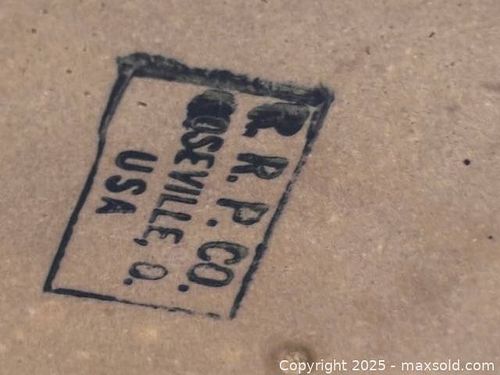 R. R. P. CO.
ROSEVILLE, O.
USA
Copyright © 2025 - maxsold.com